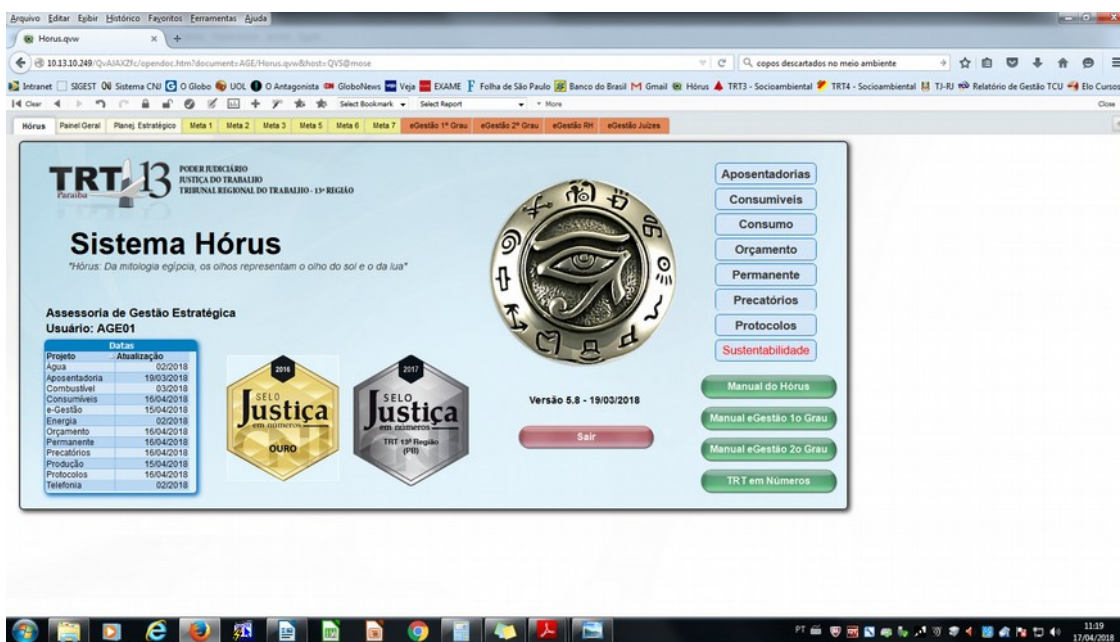 Arquivo Editar Exibir Histórico Favoritos Ferramentas Ajuda
Horus.qvw
10.13.10.249/QvAJAXZfc/opendoc.htm?document=AGE/Horus.qvw&host=QVS@mose
copos descartados no meio ambiente
Intranet SIGEST Sistema CNJ O Globo UOL O Antagonista GloboNews Veja EXAME Folha de São Paulo Banco do Brasil Gmail Hórus TRT3 - Socioambiental TRT4 - Socioambiental TJ-RJ Relatório de Gestão TCU Elo Cursos
Clear Select Bookmark Select Report More Close
Hórus Painel Geral Planej. Estratégico Meta 1 Meta 2 Meta 3 Meta 5 Meta 6 Meta 7 eGestão 1º Grau eGestão 2º Grau eGestão RH eGestão Juízes
TRT 13
Paraíba
PODER JUDICIÁRIO
JUSTIÇA DO TRABALHO
TRIBUNAL REGIONAL DO TRABALHO - 13ª REGIÃO
Sistema Hórus
"Hórus: Da mitologia egípcia, os olhos representam o olho do sol e o da lua"
Assessoria de Gestão Estratégica
Usuário: AGE01
Datas
Projeto Atualização
Água 02/2018
Aposentadoria 19/03/2018
Combustível 03/2018
Consumíveis 16/04/2018
e-Gestão 15/04/2018
Energia 02/2018
Orçamento 16/04/2018
Permanente 16/04/2018
Precatórios 16/04/2018
Produção 15/04/2018
Protocolos 16/04/2018
Telefonia 02/2018
2016
SELO
Justiça
em números
OURO
2017
SELO
Justiça
em números
TRT 13ª Região
(PB)
Versão 5.8 - 19/03/2018
Sair
Aposentadorias
Consumíveis
Consumo
Orçamento
Permanente
Precatórios
Protocolos
Sustentabilidade
Manual do Hórus
Manual eGestão 1o Grau
Manual eGestão 2o Grau
TRT em Números
PT
11:19
17/04/2018